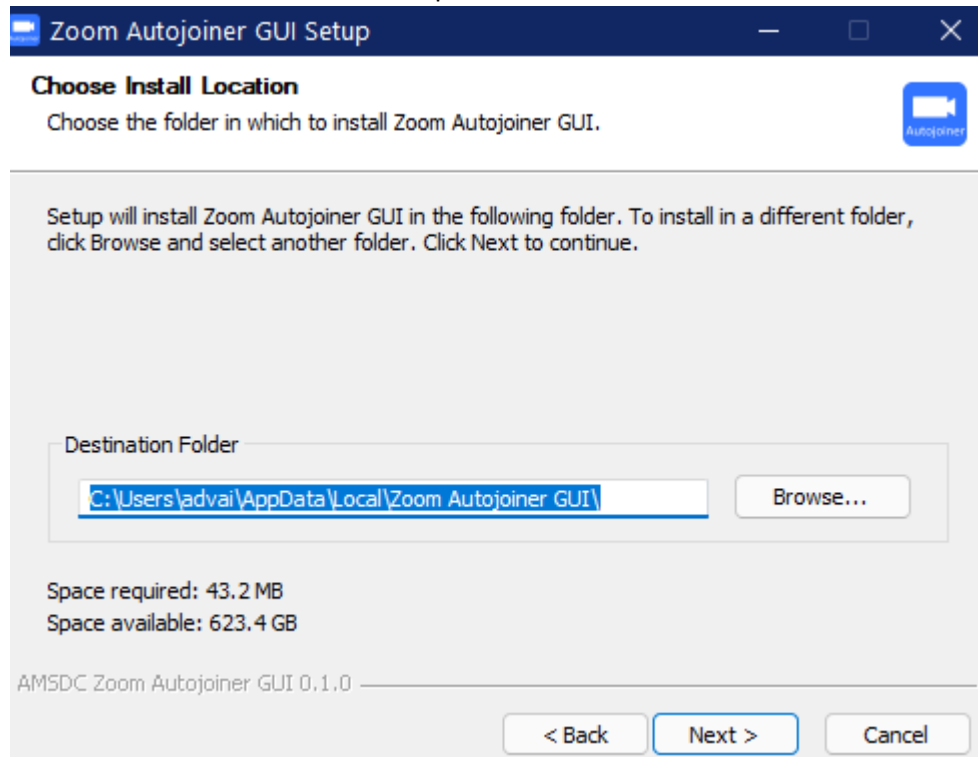 Zoom Autojoiner GUI Setup
Choose Install Location
Choose the folder in which to install Zoom Autojoiner GUI.
Autojoiner
Setup will install Zoom Autojoiner GUI in the following folder. To install in a different folder,
click Browse and select another folder. Click Next to continue.
Destination Folder
C:\Users\advai\AppData\Local\Zoom Autojoiner GUI\
Browse...
Space required: 43.2 MB
Space available: 623.4 GB
AMSDC Zoom Autojoiner GUI 0.1.0
< Back
Next >
Cancel